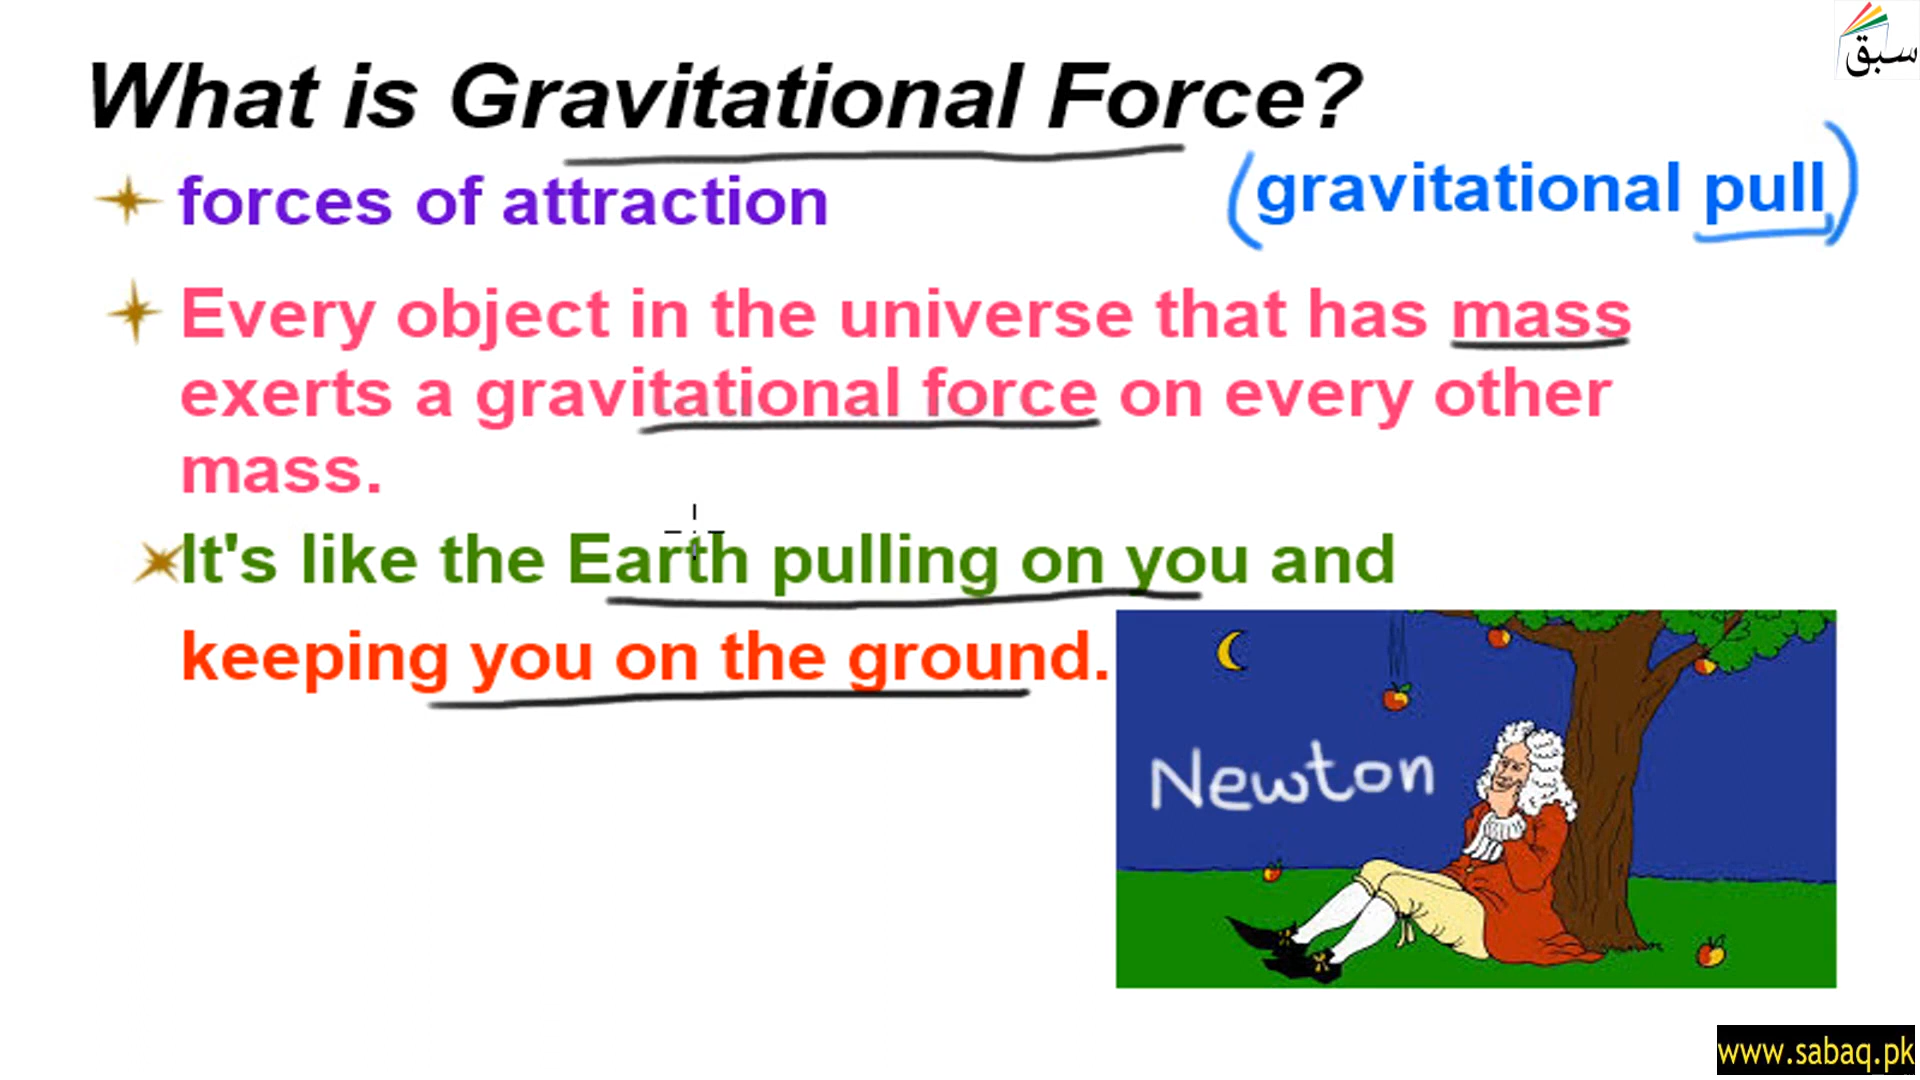 سبق
What is Gravitational Force?
forces of attraction
(gravitational pull)
Every object in the universe that has mass
exerts a gravitational force on every other
mass.
It's like the Earth pulling on you and
keeping you on the ground.
Newton
www.sabaq.pk